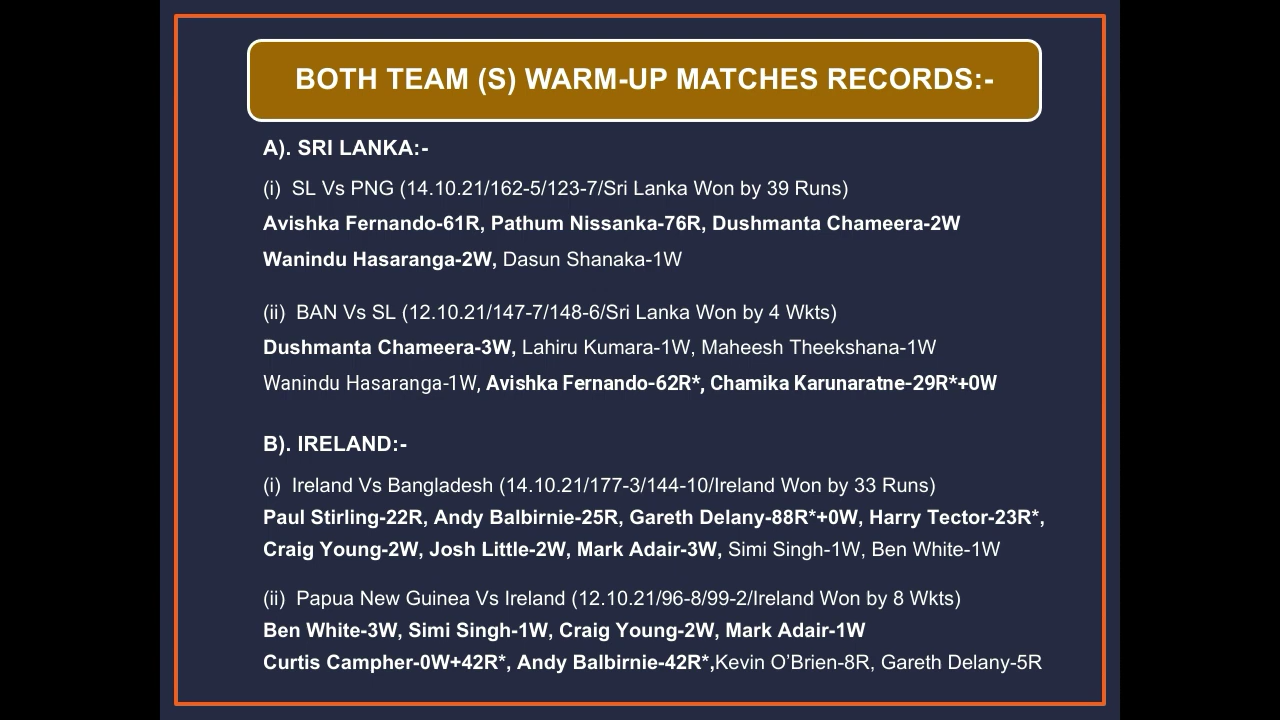 BOTH TEAM (S) WARM-UP MATCHES RECORDS:-
A). SRI LANKA:-
(i) SL Vs PNG (14.10.21/162-5/123-7/Sri Lanka Won by 39 Runs)
Avishka Fernando-61R, Pathum Nissanka-76R, Dushmanta Chameera-2W
Wanindu Hasaranga-2W, Dasun Shanaka-1W
(ii) BAN Vs SL (12.10.21/147-7/148-6/Sri Lanka Won by 4 Wkts)
Dushmanta Chameera-3W, Lahiru Kumara-1W, Maheesh Theekshana-1W
Wanindu Hasaranga-1W, Avishka Fernando-62R*, Chamika Karunaratne-29R*+0W
B). IRELAND:-
(i) Ireland Vs Bangladesh (14.10.21/177-3/144-10/Ireland Won by 33 Runs)
Paul Stirling-22R, Andy Balbirnie-25R, Gareth Delany-88R*+0W, Harry Tector-23R*,
Craig Young-2W, Josh Little-2W, Mark Adair-3W, Simi Singh-1W, Ben White-1W
(ii) Papua New Guinea Vs Ireland (12.10.21/96-8/99-2/Ireland Won by 8 Wkts)
Ben White-3W, Simi Singh-1W, Craig Young-2W, Mark Adair-1W
Curtis Campher-0W+42R*, Andy Balbirnie-42R*,Kevin O’Brien-8R, Gareth Delany-5R